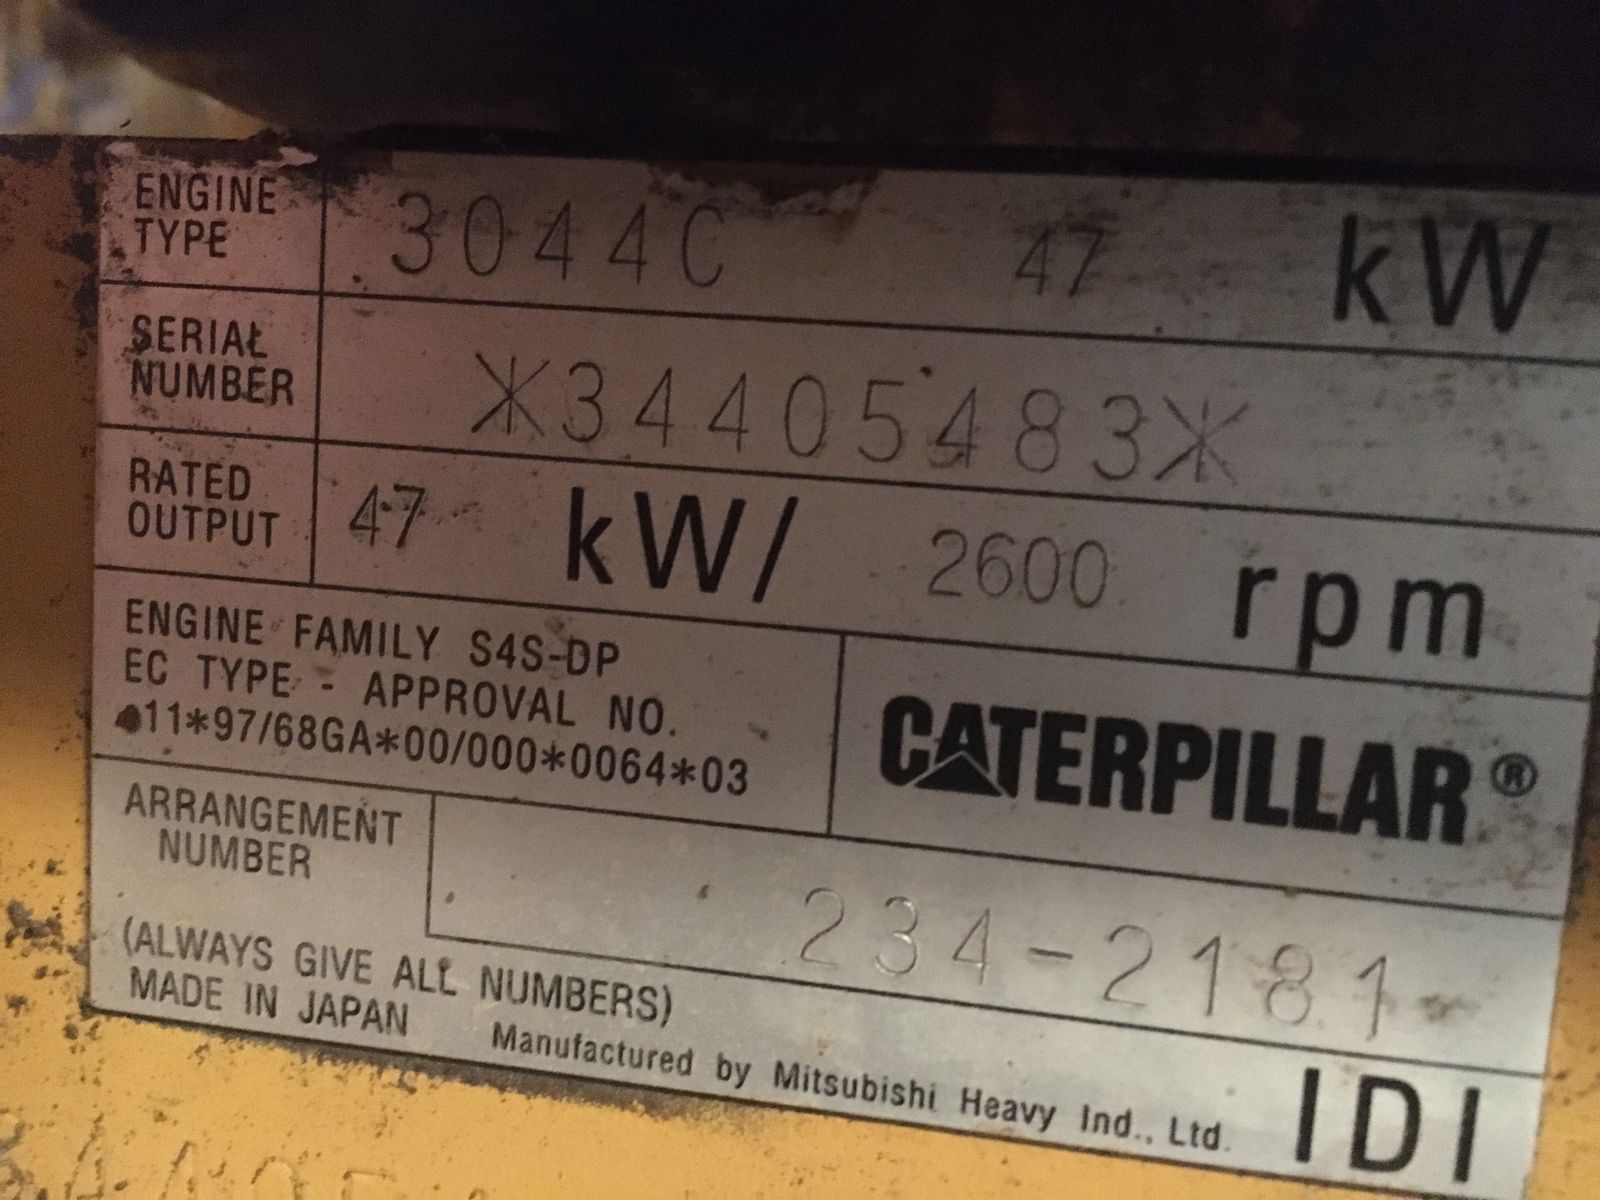 ENGINE TYPE 3044C 47 kW
SERIAL NUMBER *34405483*
RATED OUTPUT 47 kW/ 2600 rpm
ENGINE FAMILY S4S-DP
EC TYPE - APPROVAL NO.
e11*97/68GA*00/000*0064*03
CATERPILLAR®
ARRANGEMENT NUMBER 234-2181
(ALWAYS GIVE ALL NUMBERS)
MADE IN JAPAN Manufactured by Mitsubishi Heavy Ind., Ltd. IDI